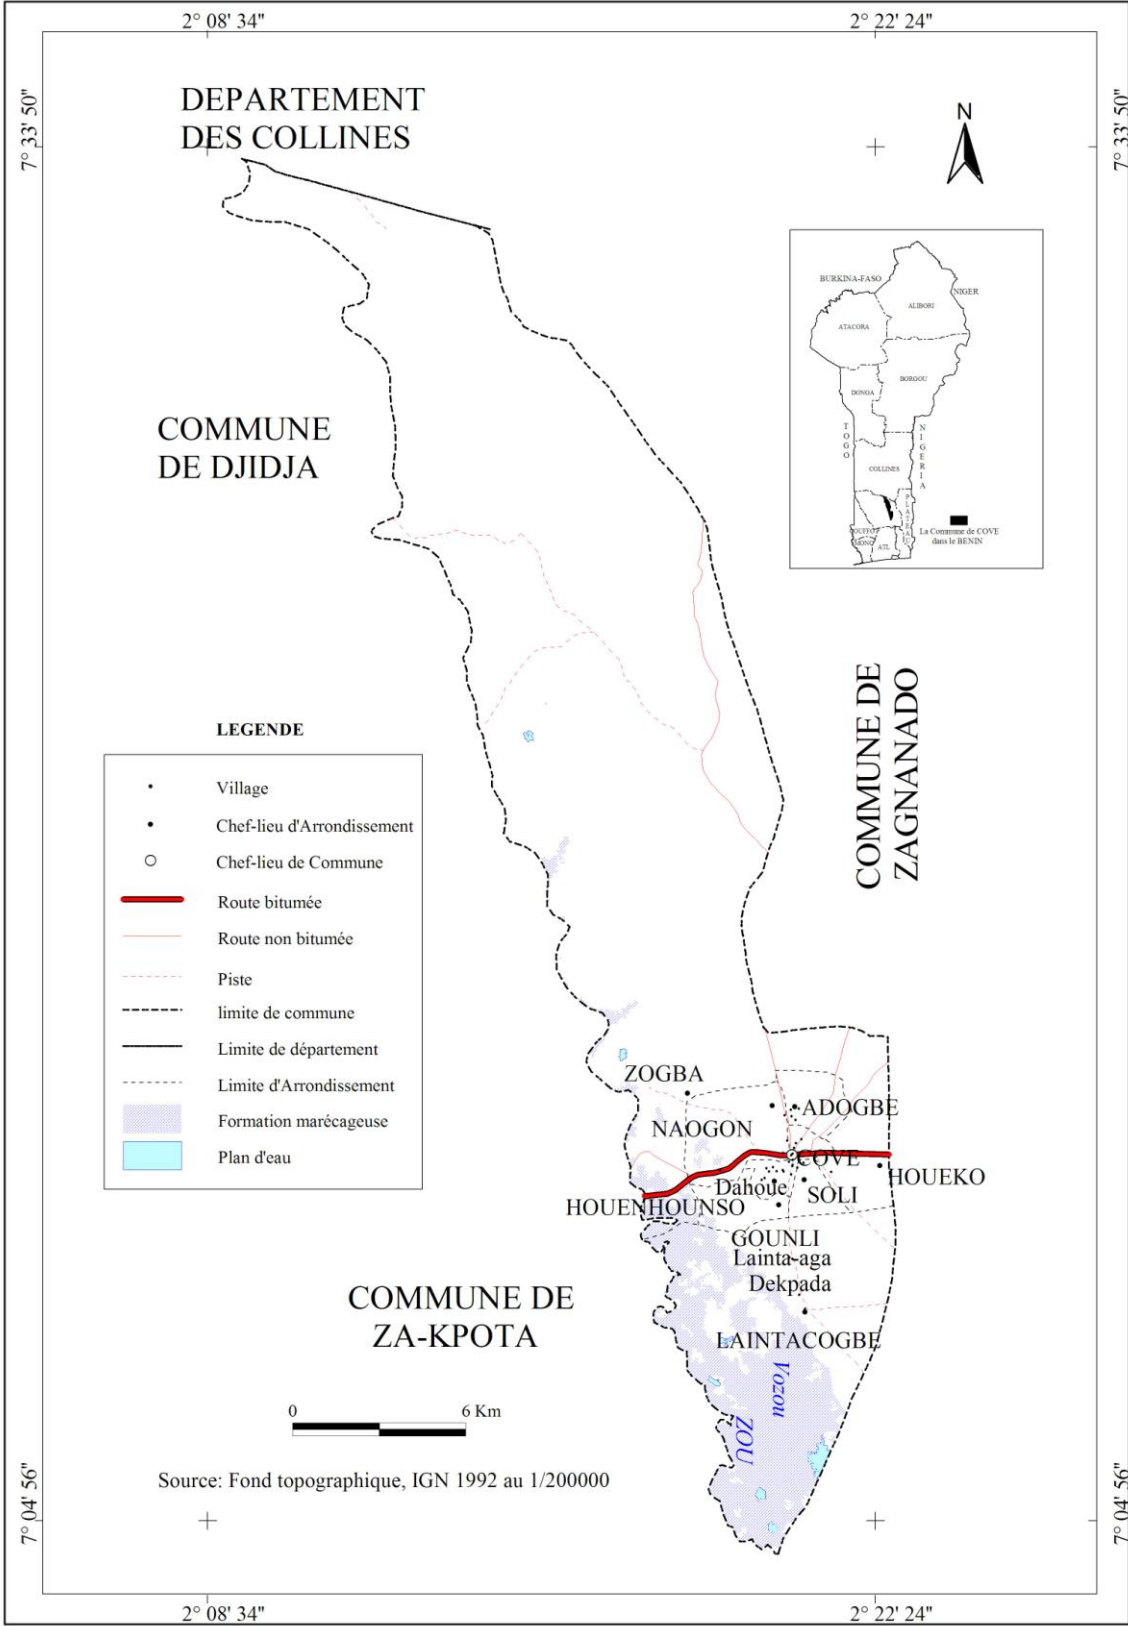 2° 08' 34"
2° 22' 24"
7° 33' 50"
7° 33' 50"
DEPARTEMENT
DES COLLINES
N
BURKINA-FASO
NIGER
ALIBORI
ATACORA
BORGOU
DONGA
TOGO
NIGERIA
COLLINES
PLATEAU
COUFFO
MONO
ATL
La Commune de COVE
dans le BENIN
COMMUNE
DE DJIDJA
COMMUNE DE
ZAGNANADO
LEGENDE
Village
Chef-lieu d'Arrondissement
Chef-lieu de Commune
Route bitumée
Route non bitumée
Piste
limite de commune
Limite de département
Limite d'Arrondissement
Formation marécageuse
Plan d'eau
ZOGBA
ADOGBE
NAOGON
COVE
HOUEKO
Dahoue
SOLI
HOUENHOUNSO
GOUNLI
Lainta-aga
Dekpada
LAINTACOGBE
COMMUNE DE
ZA-KPOTA
Vozou
ZOU
0
6 Km
Source: Fond topographique, IGN 1992 au 1/200000
7° 04' 56"
7° 04' 56"
2° 08' 34"
2° 22' 24"